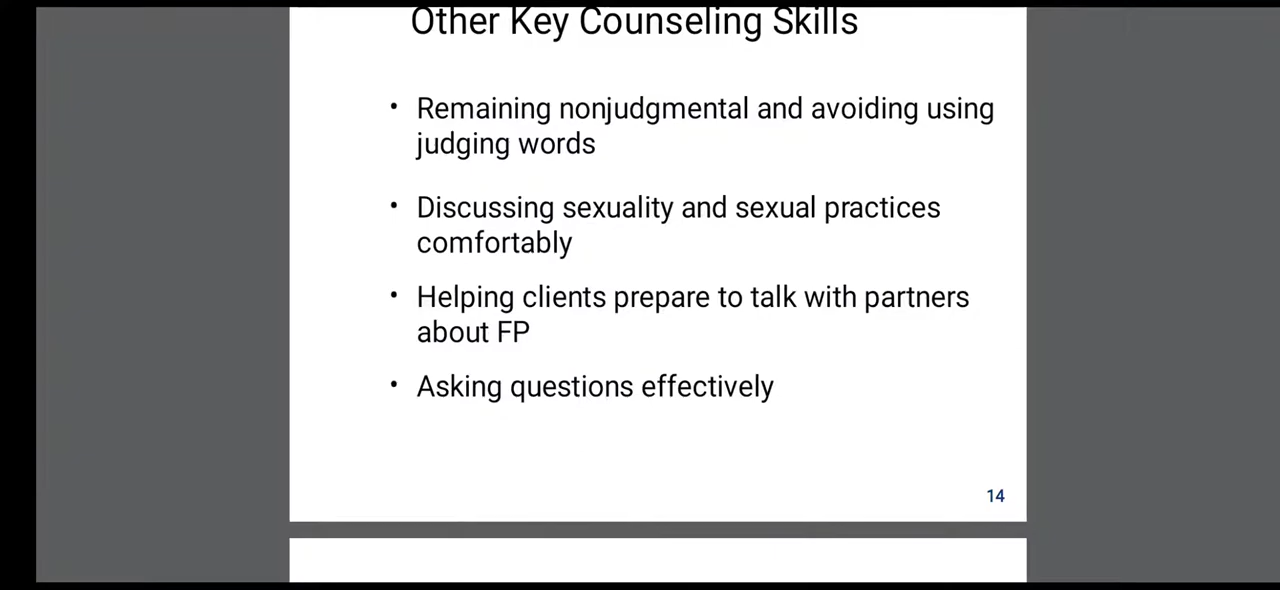 Other Key Counseling Skills
• Remaining nonjudgmental and avoiding using
judging words
• Discussing sexuality and sexual practices
comfortably
• Helping clients prepare to talk with partners
about FP
• Asking questions effectively
14